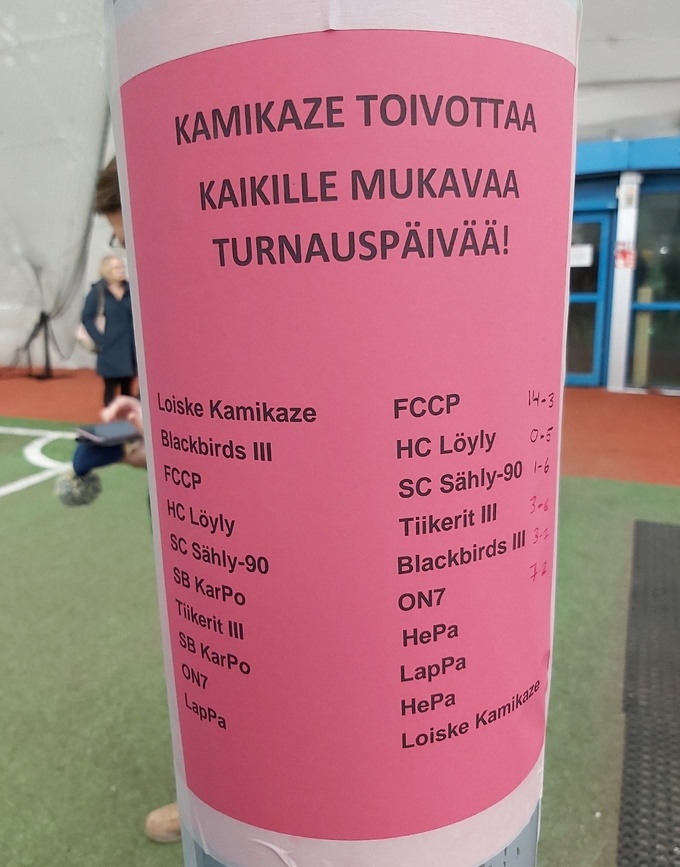 KAMIKAZE TOIVOTTAA
KAIKILLE MUKAVAA
TURNAUSPÄIVÄÄ!
Loiske Kamikaze FCCP 14-3
Blackbirds III HC Löyly 0-5
FCCP SC Sähly-90 1-6
HC Löyly Tiikerit III 3-6
SC Sähly-90 Blackbirds III
SB KarPo ON7
Tiikerit III HePa
SB KarPo LapPa
ON7 HePa
LapPa Loiske Kamikaze